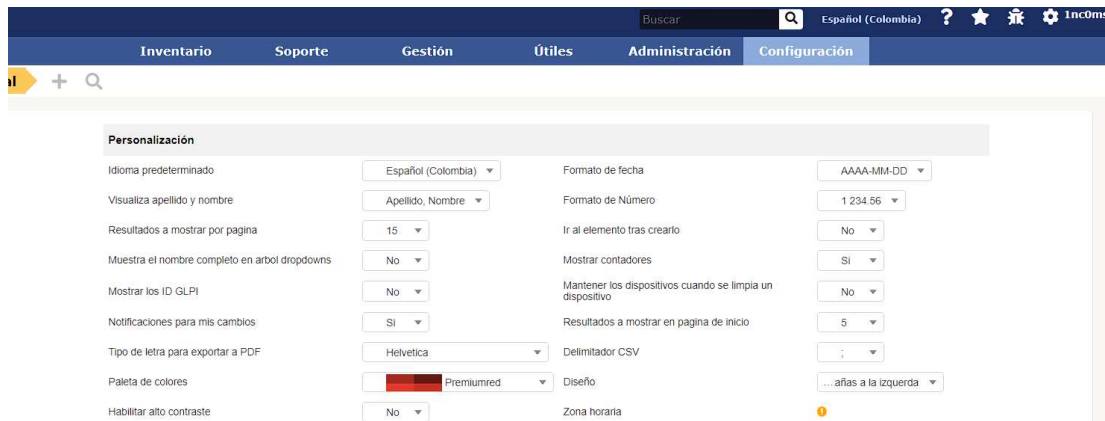 Buscar Español (Colombia) ? 1nc0ms
Inventario Soporte Gestión Útiles Administración Configuración
al
Personalización
Idioma predeterminado Español (Colombia) Formato de fecha AAAA-MM-DD
Visualiza apellido y nombre Apellido, Nombre Formato de Número 1 234.56
Resultados a mostrar por pagina 15 Ir al elemento tras crearlo No
Muestra el nombre completo en arbol dropdowns No Mostrar contadores Si
Mostrar los ID GLPI No Mantener los dispositivos cuando se limpia un
dispositivo No
Notificaciones para mis cambios Si Resultados a mostrar en pagina de inicio 5
Tipo de letra para exportar a PDF Helvetica Delimitador CSV ;
Paleta de colores Premiumred Diseño ...añas a la izquerda
Habilitar alto contraste No Zona horaria